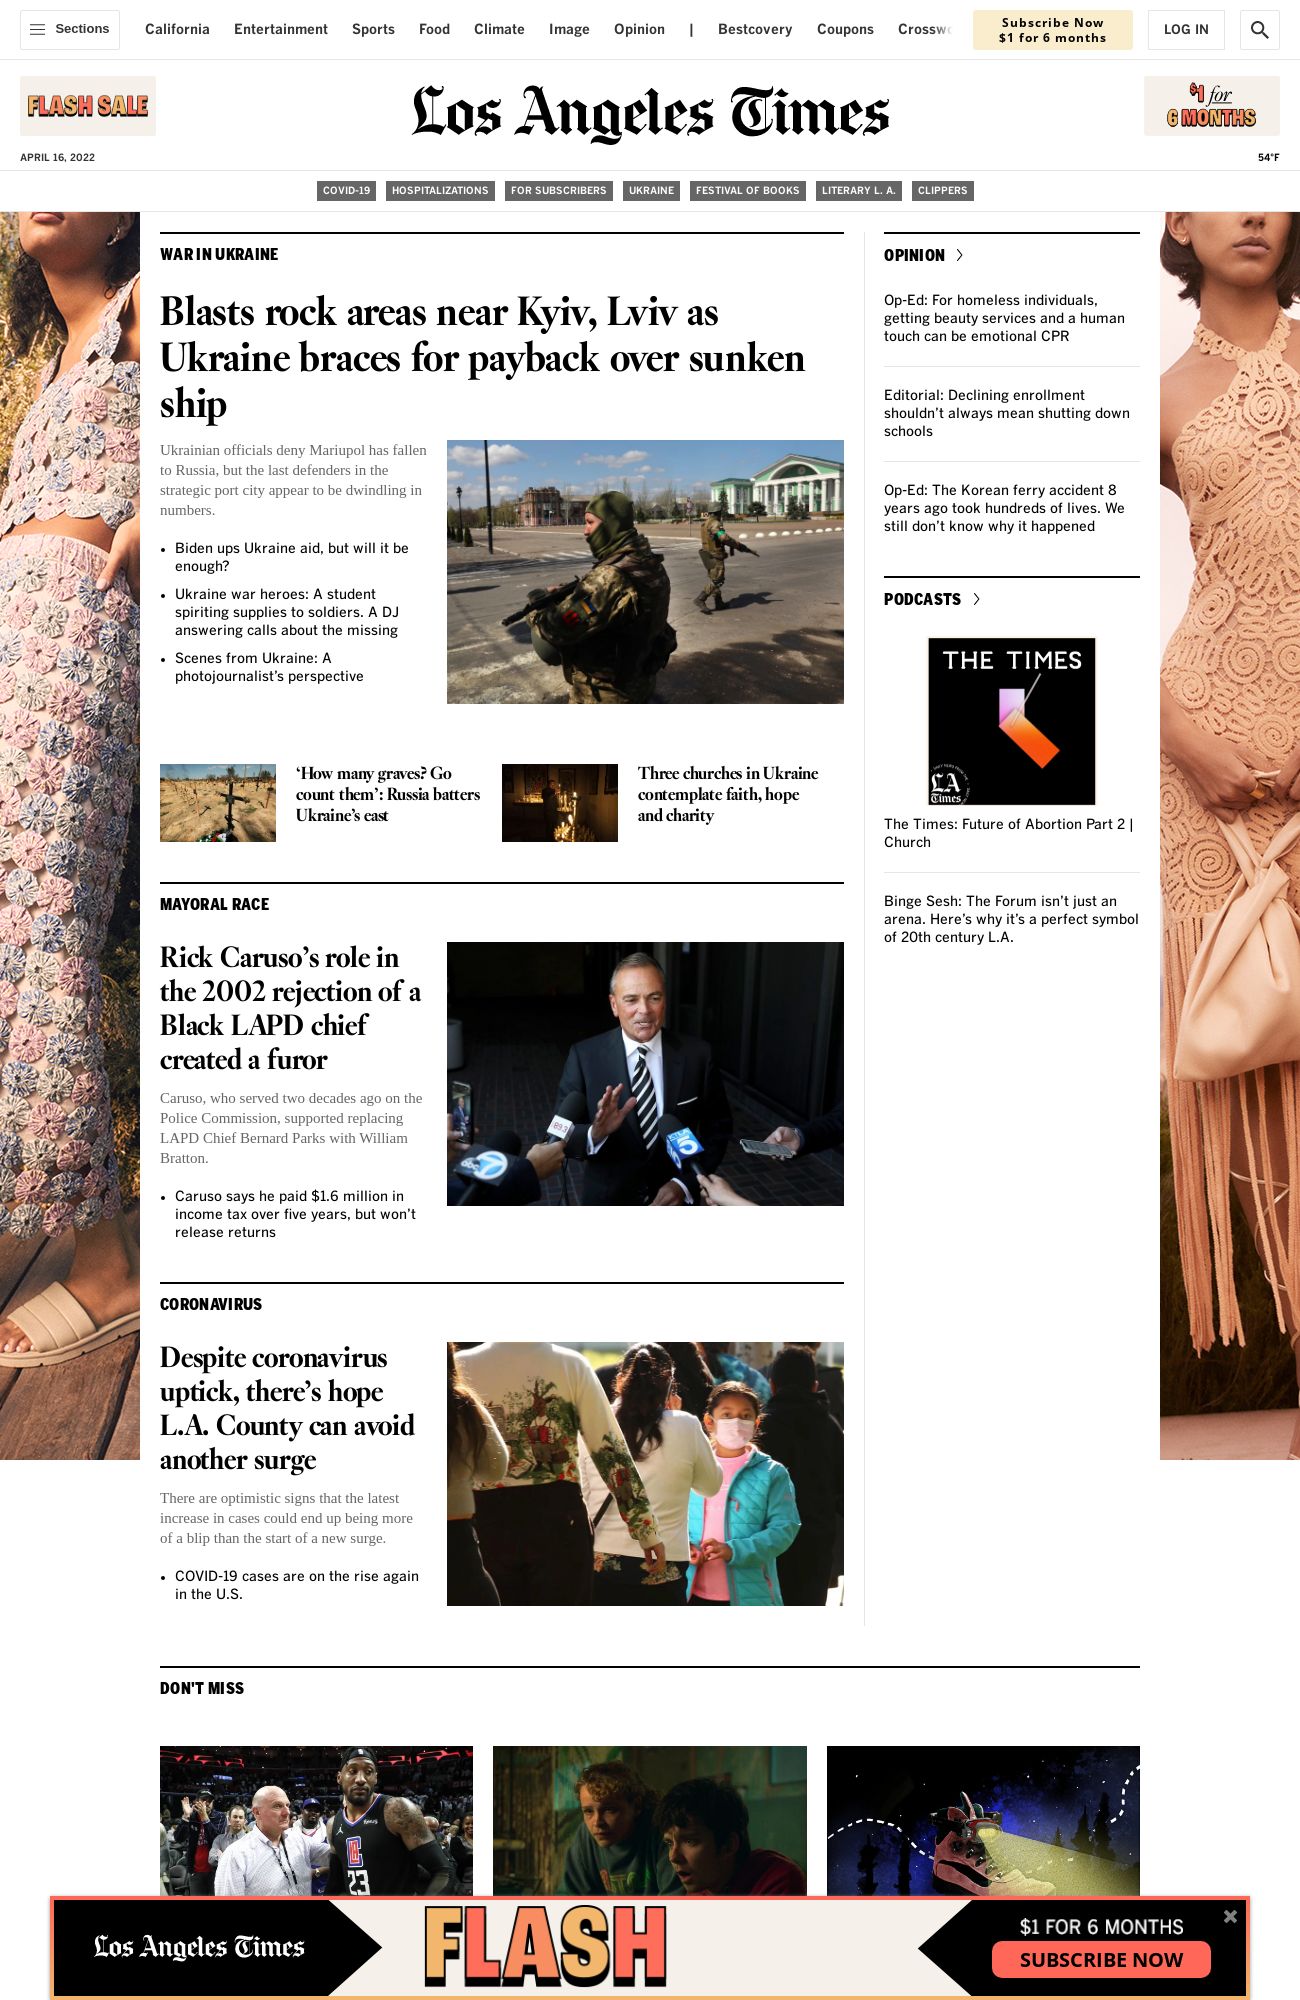 Sections
California
Entertainment
Sports
Food
Climate
Image
Opinion
|
Bestcovery
Coupons
Subscribe Now
$1 for 6 months
LOG IN
FLASH SALE
Los Angeles Times
$1 for
6 MONTHS
APRIL 16, 2022
54°F
COVID-19
HOSPITALIZATIONS
FOR SUBSCRIBERS
UKRAINE
FESTIVAL OF BOOKS
LITERARY L. A.
CLIPPERS
WAR IN UKRAINE
Blasts rock areas near Kyiv, Lviv as
Ukraine braces for payback over sunken
ship
Ukrainian officials deny Mariupol has fallen
to Russia, but the last defenders in the
strategic port city appear to be dwindling in
numbers.
• Biden ups Ukraine aid, but will it be
enough?
• Ukraine war heroes: A student
spiriting supplies to soldiers. A DJ
answering calls about the missing
• Scenes from Ukraine: A
photojournalist’s perspective
‘How many graves? Go
count them’: Russia batters
Ukraine’s east
Three churches in Ukraine
contemplate faith, hope
and charity
MAYORAL RACE
Rick Caruso’s role in
the 2002 rejection of a
Black LAPD chief
created a furor
Caruso, who served two decades ago on the
Police Commission, supported replacing
LAPD Chief Bernard Parks with William
Bratton.
• Caruso says he paid $1.6 million in
income tax over five years, but won’t
release returns
abc 7
89.3
5
CORONAVIRUS
Despite coronavirus
uptick, there’s hope
L.A. County can avoid
another surge
There are optimistic signs that the latest
increase in cases could end up being more
of a blip than the start of a new surge.
• COVID-19 cases are on the rise again
in the U.S.
OPINION
Op-Ed: For homeless individuals,
getting beauty services and a human
touch can be emotional CPR
Editorial: Declining enrollment
shouldn’t always mean shutting down
schools
Op-Ed: The Korean ferry accident 8
years ago took hundreds of lives. We
still don’t know why it happened
PODCASTS
THE TIMES
LA
Times
The Times: Future of Abortion Part 2 |
Church
Binge Sesh: The Forum isn’t just an
arena. Here’s why it’s a perfect symbol
of 20th century L.A.
DON'T MISS
23
Los Angeles Times
FLASH
$1 FOR 6 MONTHS
SUBSCRIBE NOW